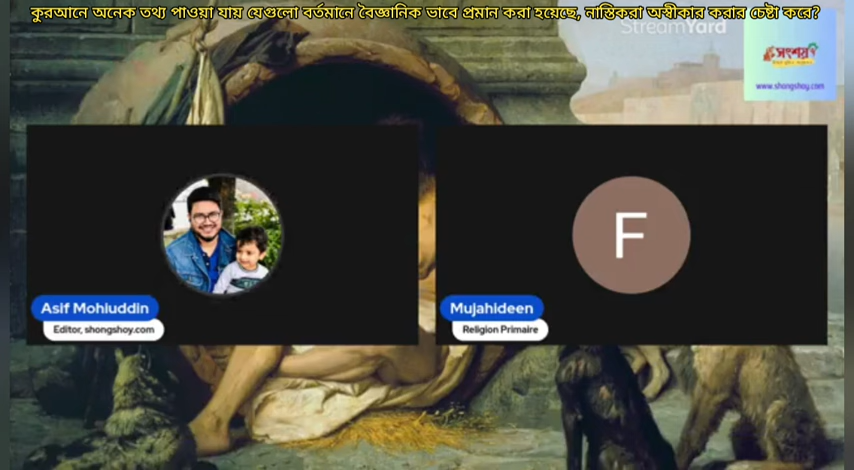 কুরআনে অনেক তথ্য পাওয়া যায় যেগুলো বর্তমানে বৈজ্ঞানিক ভাবে প্রমান করা হয়েছে, নাস্তিকরা অস্বীকার করার চেষ্টা করে?
StreamYard
সংশয়
www.shongshoy.com
F
Asif Mohiuddin
Editor, shongshoy.com
Mujahideen
Religion Primaire